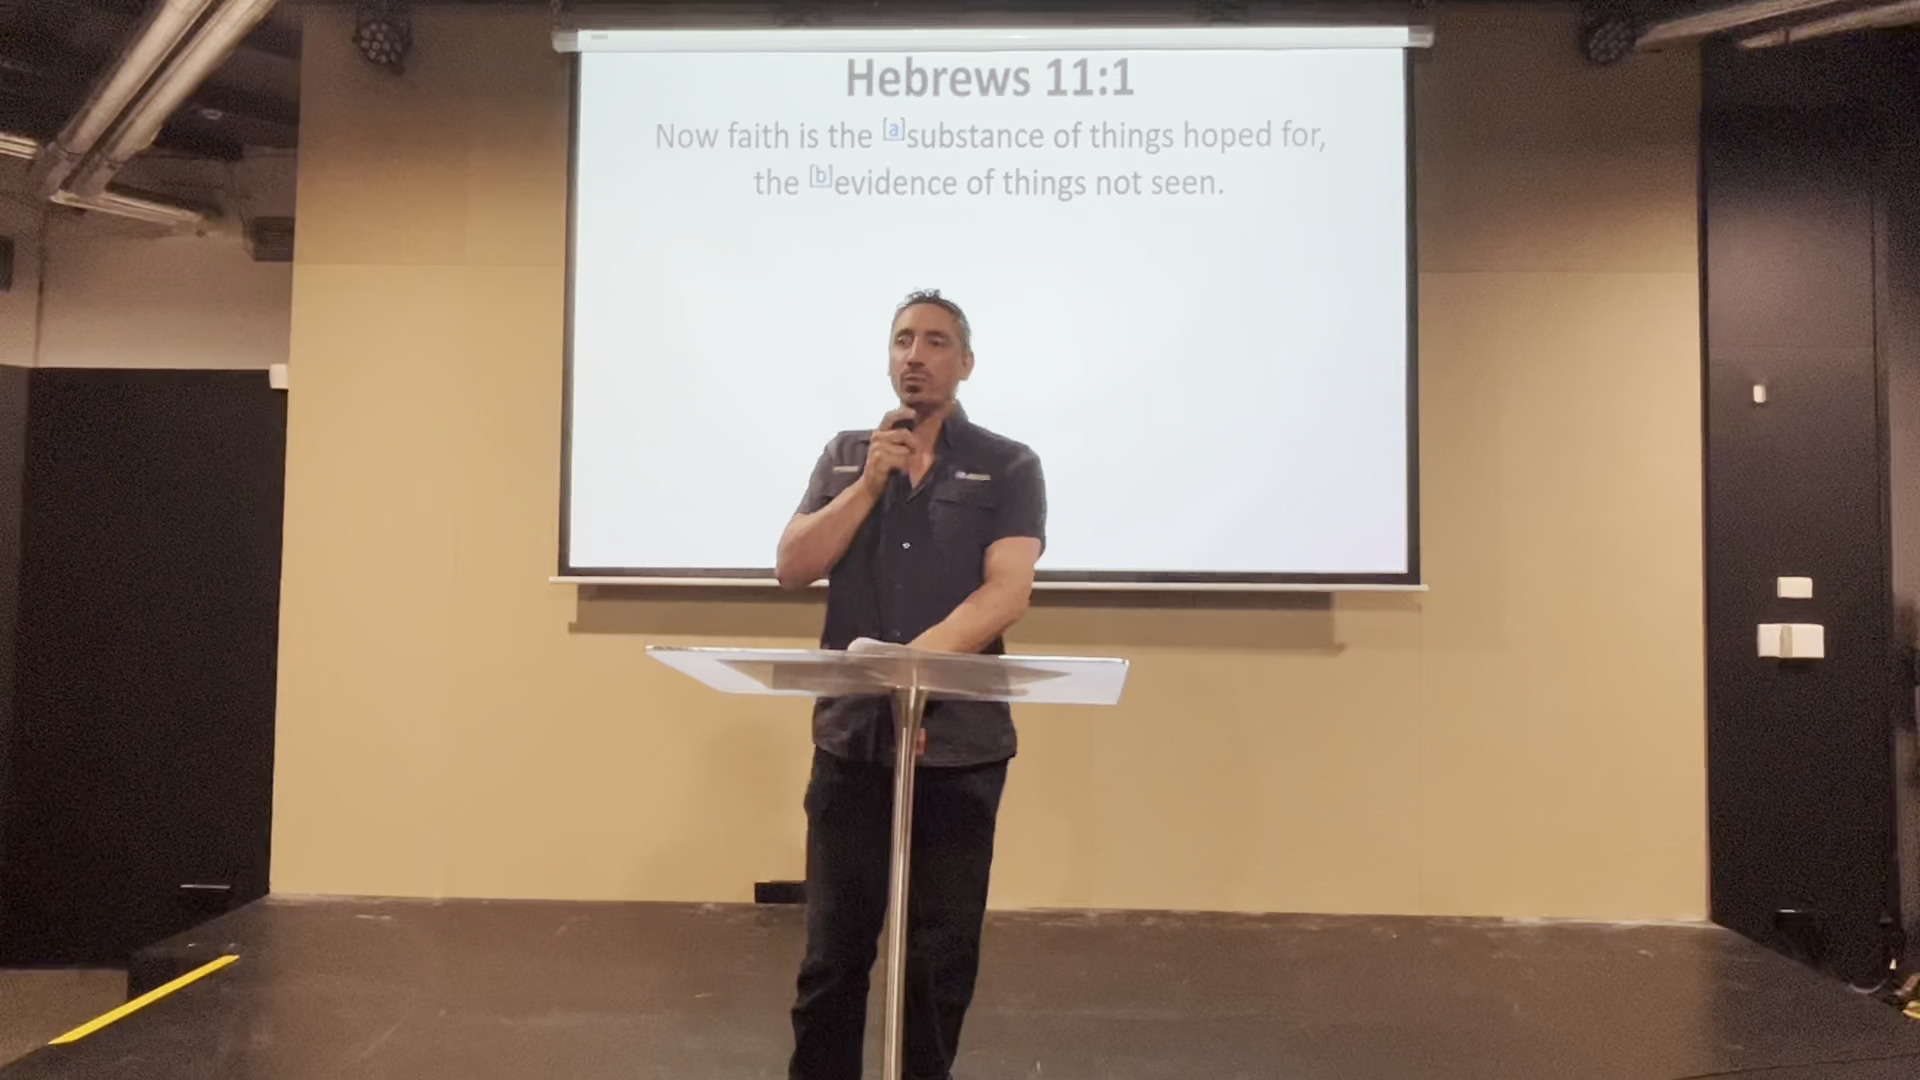 Hebrews 11:1
Now faith is the [a]substance of things hoped for,
the [b]evidence of things not seen.